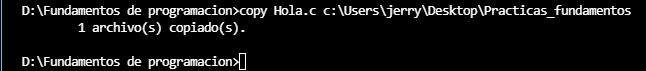 D:\Fundamentos de programacion>copy Hola.c c:\Users\jerry\Desktop\Practicas_fundamentos
        1 archivo(s) copiado(s).
D:\Fundamentos de programacion>